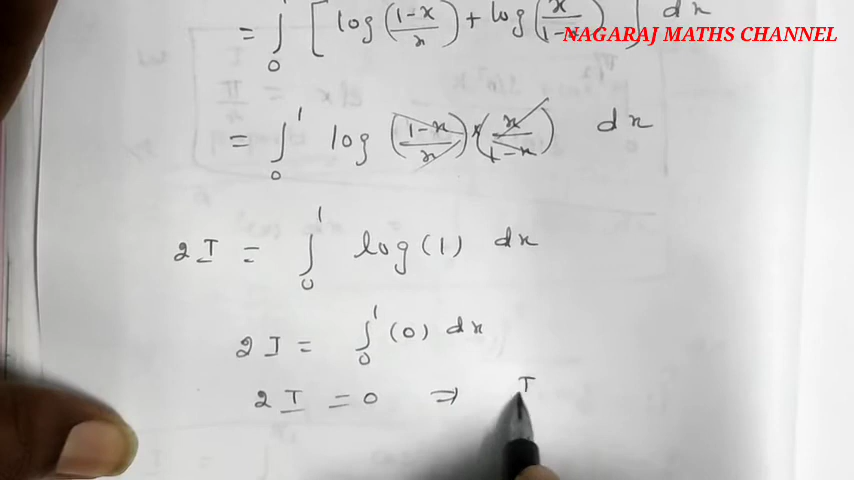 = ∫₀¹ [ log (1-x/x) + log (x/1-x) ] dx
NAGARAJ MATHS CHANNEL
= ∫₀¹ log (1-x/x) × (x/1-x) dx
2I = ∫₀¹ log(1) dx
2I = ∫₀¹ (0) dx
2I = 0 ⇒ I